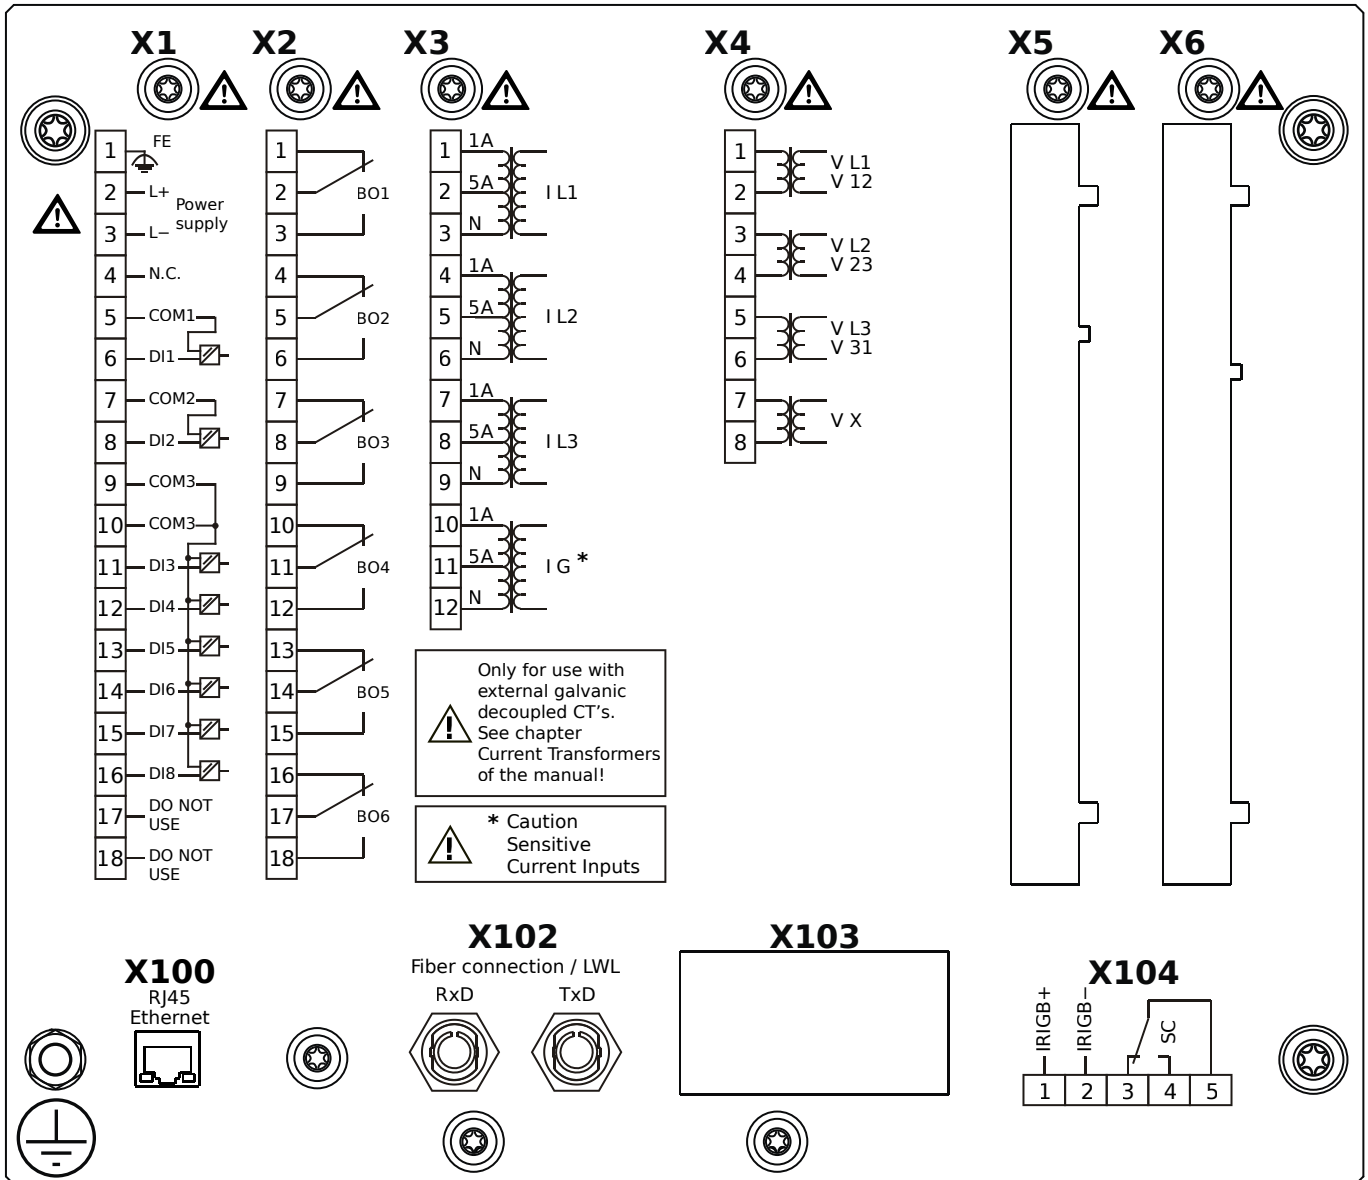 X1
X2
X3
X4
X5
X6
1 FE
2 L+
Power
supply
3 L−
4 N.C.
5 COM1
6 DI1
7 COM2
8 DI2
9 COM3
10 COM3
11 DI3
12 DI4
13 DI5
14 DI6
15 DI7
16 DI8
17 DO NOT
USE
18 DO NOT
USE
1
2 BO1
3
4
5 BO2
6
7
8 BO3
9
10
11 BO4
12
13
14 BO5
15
16
17 BO6
18
1 1A
2 5A I L1
3 N
4 1A
5 5A I L2
6 N
7 1A
8 5A I L3
9 N
10 1A
11 5A I G *
12 N
Only for use with
external galvanic
decoupled CT's.
See chapter
Current Transformers
of the manual!
* Caution
Sensitive
Current Inputs
1 V L1
2 V 12
3 V L2
4 V 23
5 V L3
6 V 31
7 V X
8
X100
RJ45
Ethernet
X102
Fiber connection / LWL
RxD TxD
X103
X104
IRIGB+
IRIGB−
SC
1 2 3 4 5